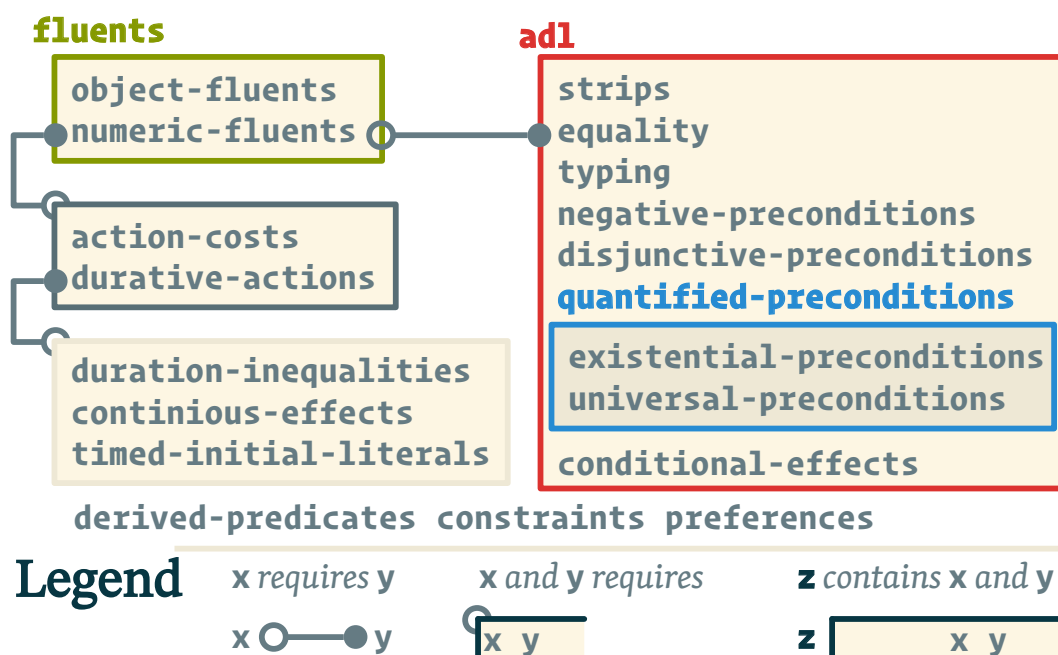 fluents
object-fluents
numeric-fluents
action-costs
durative-actions
duration-inequalities
continious-effects
timed-initial-literals
adl
strips
equality
typing
negative-preconditions
disjunctive-preconditions
quantified-preconditions
existential-preconditions
universal-preconditions
conditional-effects
derived-predicates constraints preferences
Legend
x requires y
x y
x and y requires
x y
z contains x and y
z x y